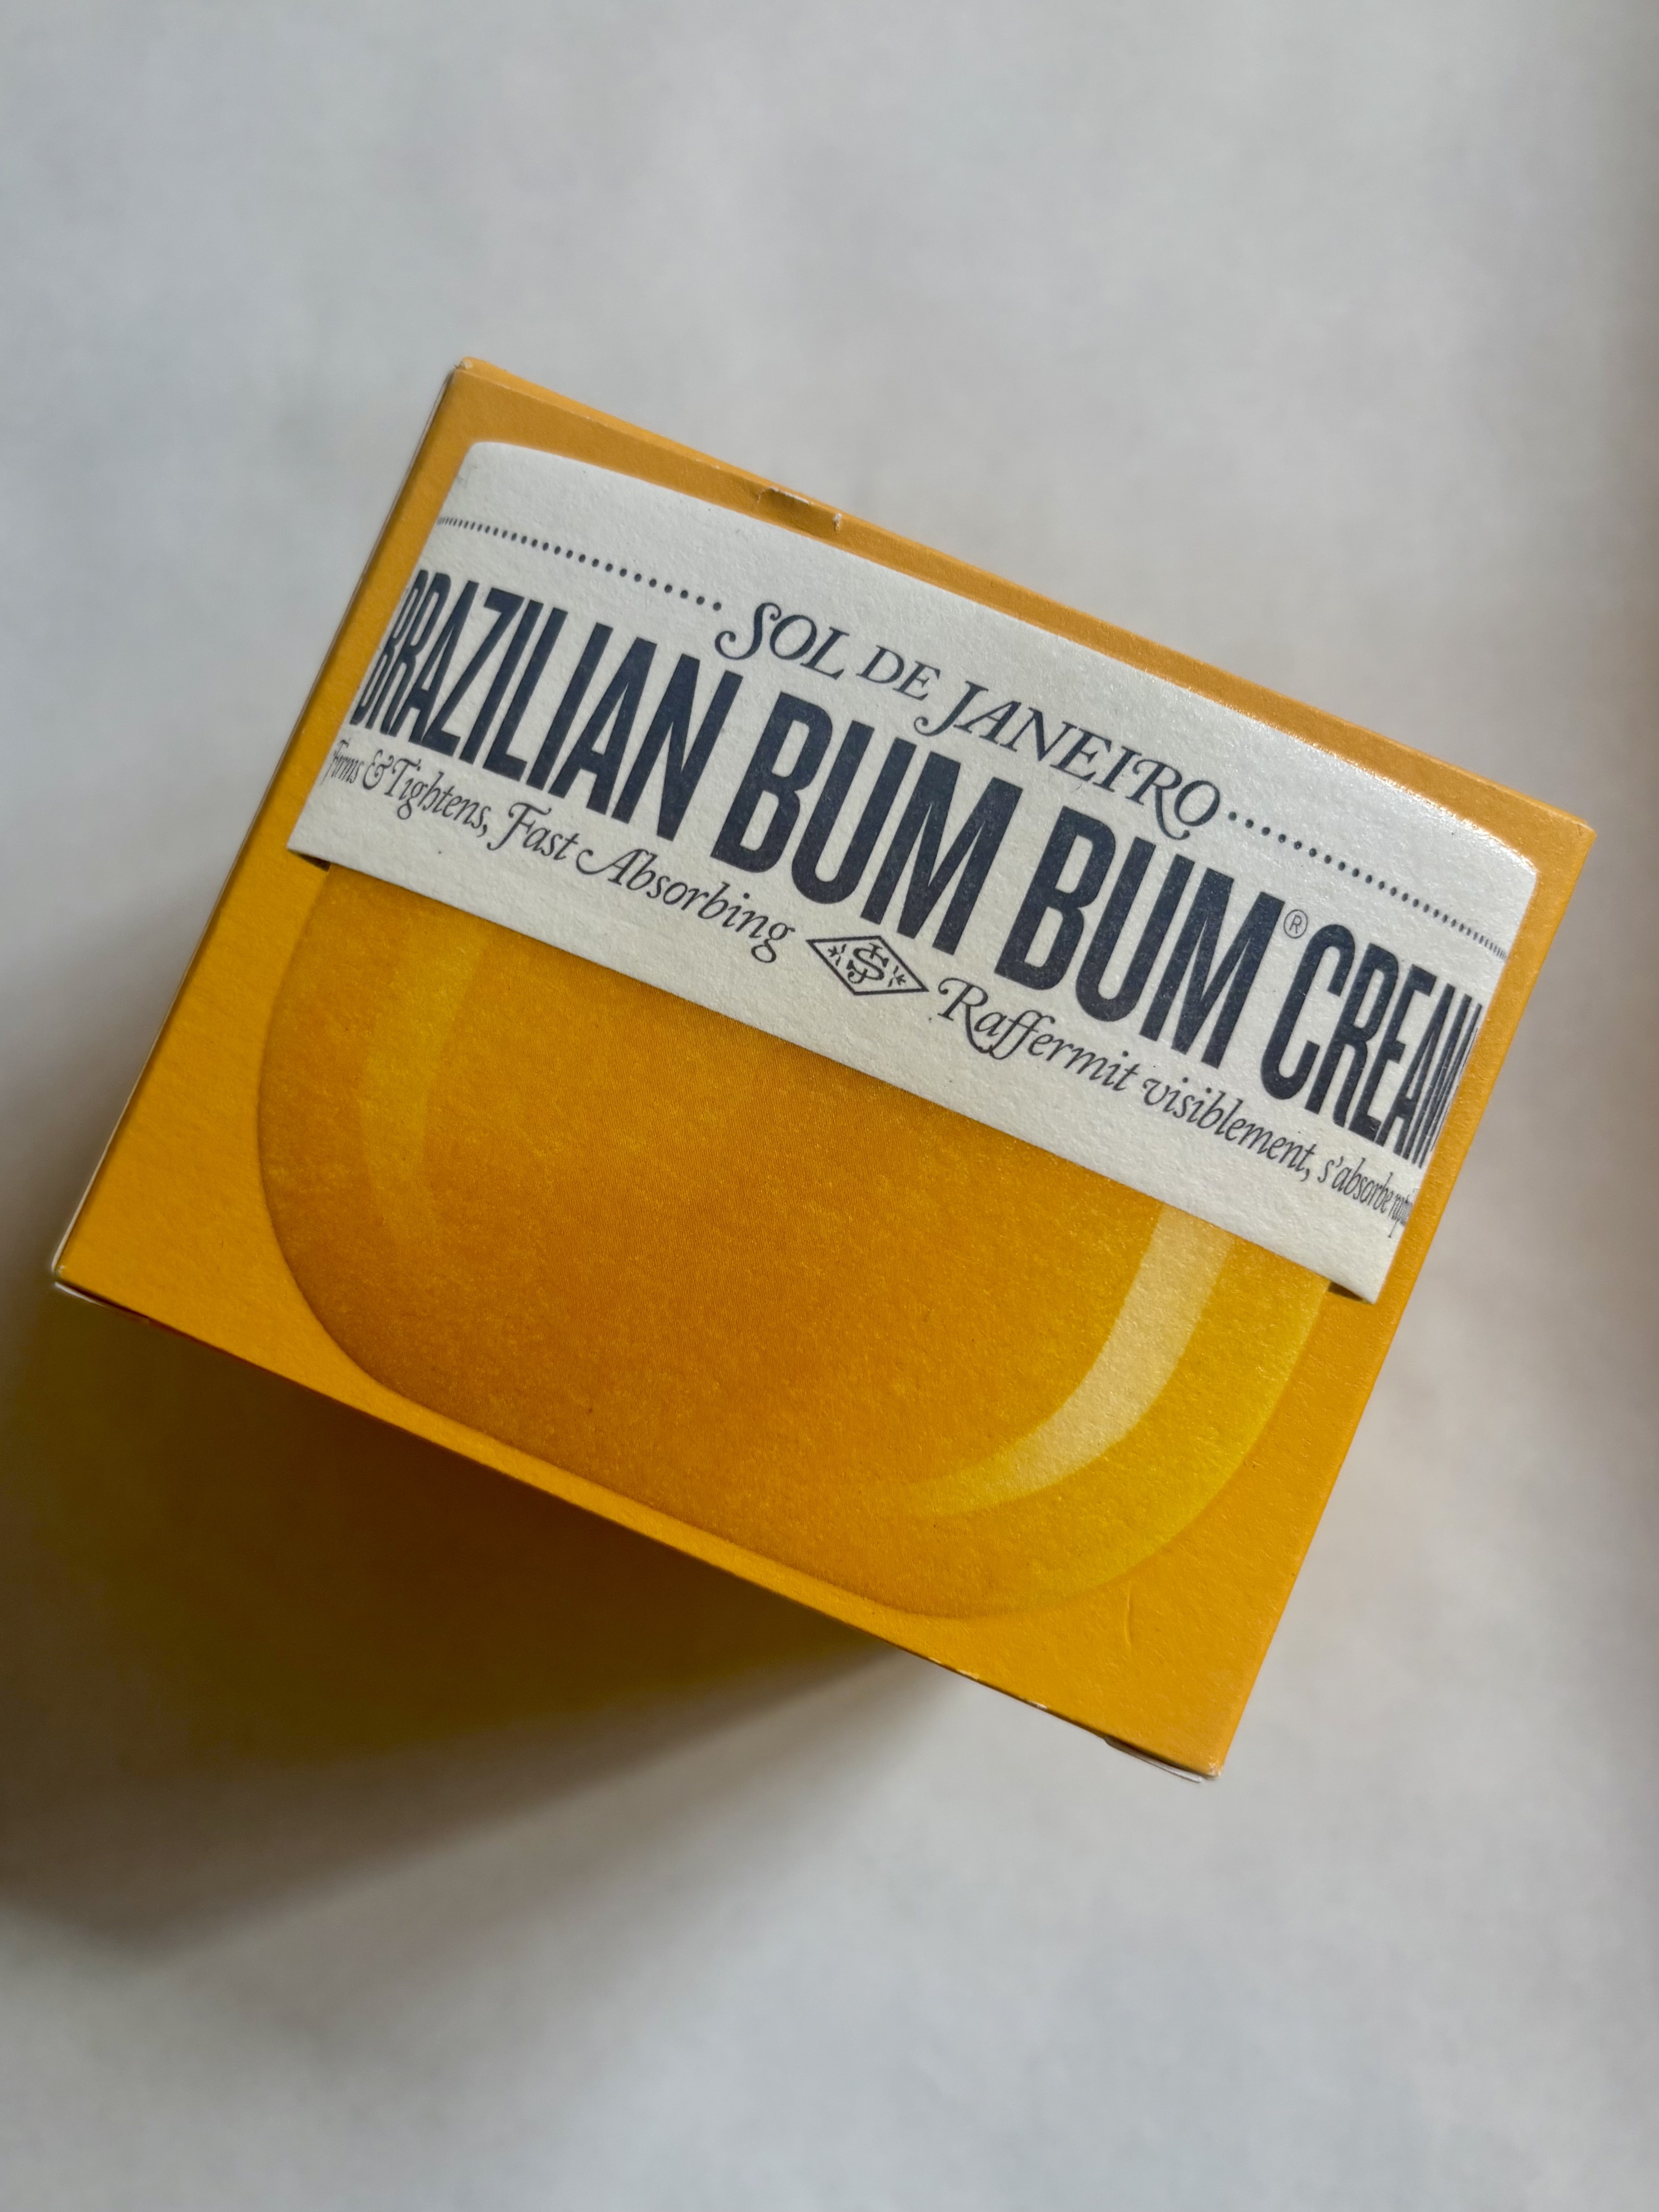 SOL DE JANEIRO
BRAZILIAN BUM BUM® CREAM
Firms & Tightens, Fast Absorbing
Raffermit visiblement, s'absorbe